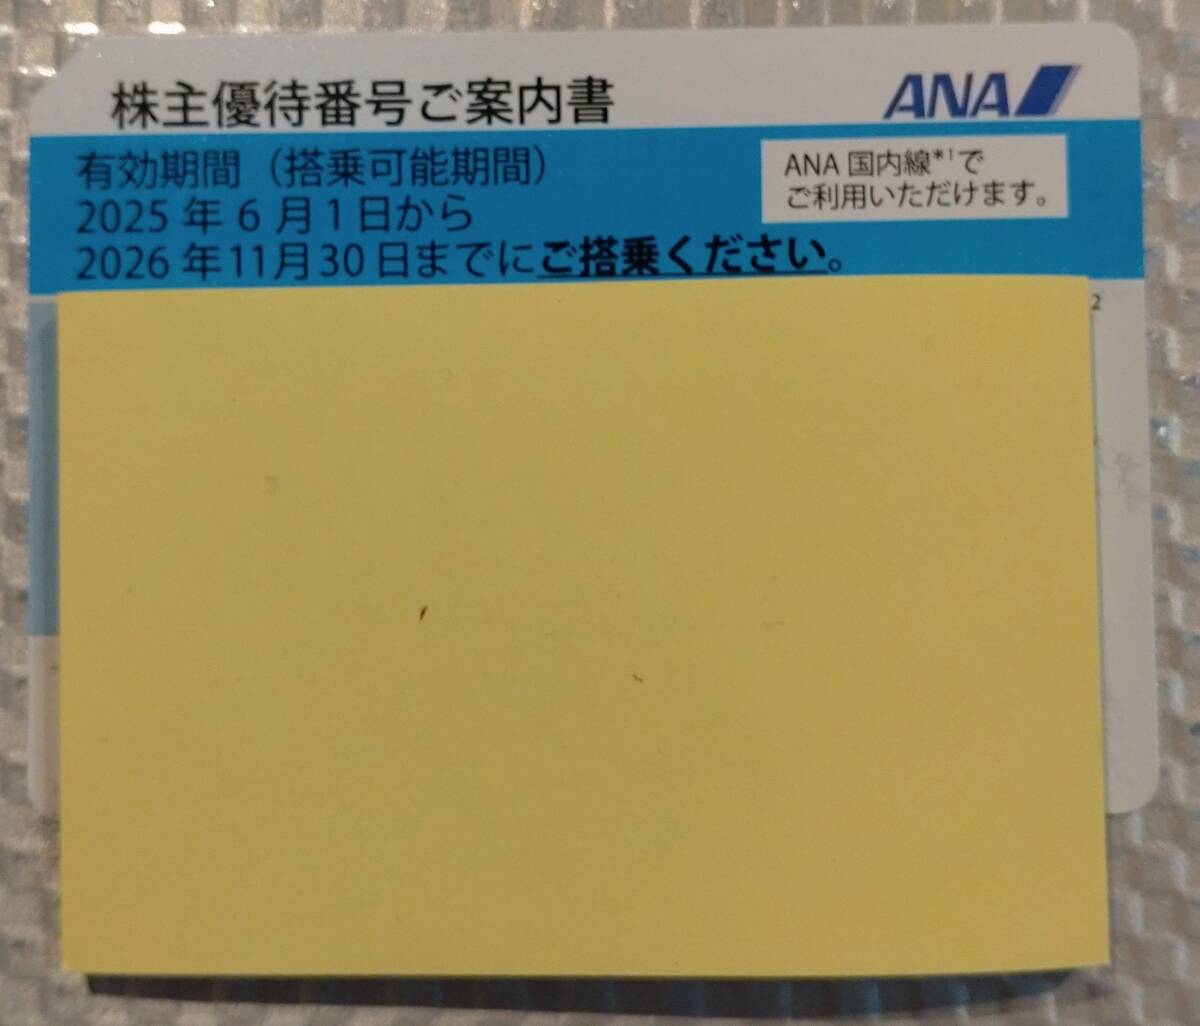 株主優待番号ご案内書
ANA
有効期間（搭乗可能期間）
2025年6月1日から
2026年11月30日までにご搭乗ください。
ANA国内線*1で
ご利用いただけます。
2